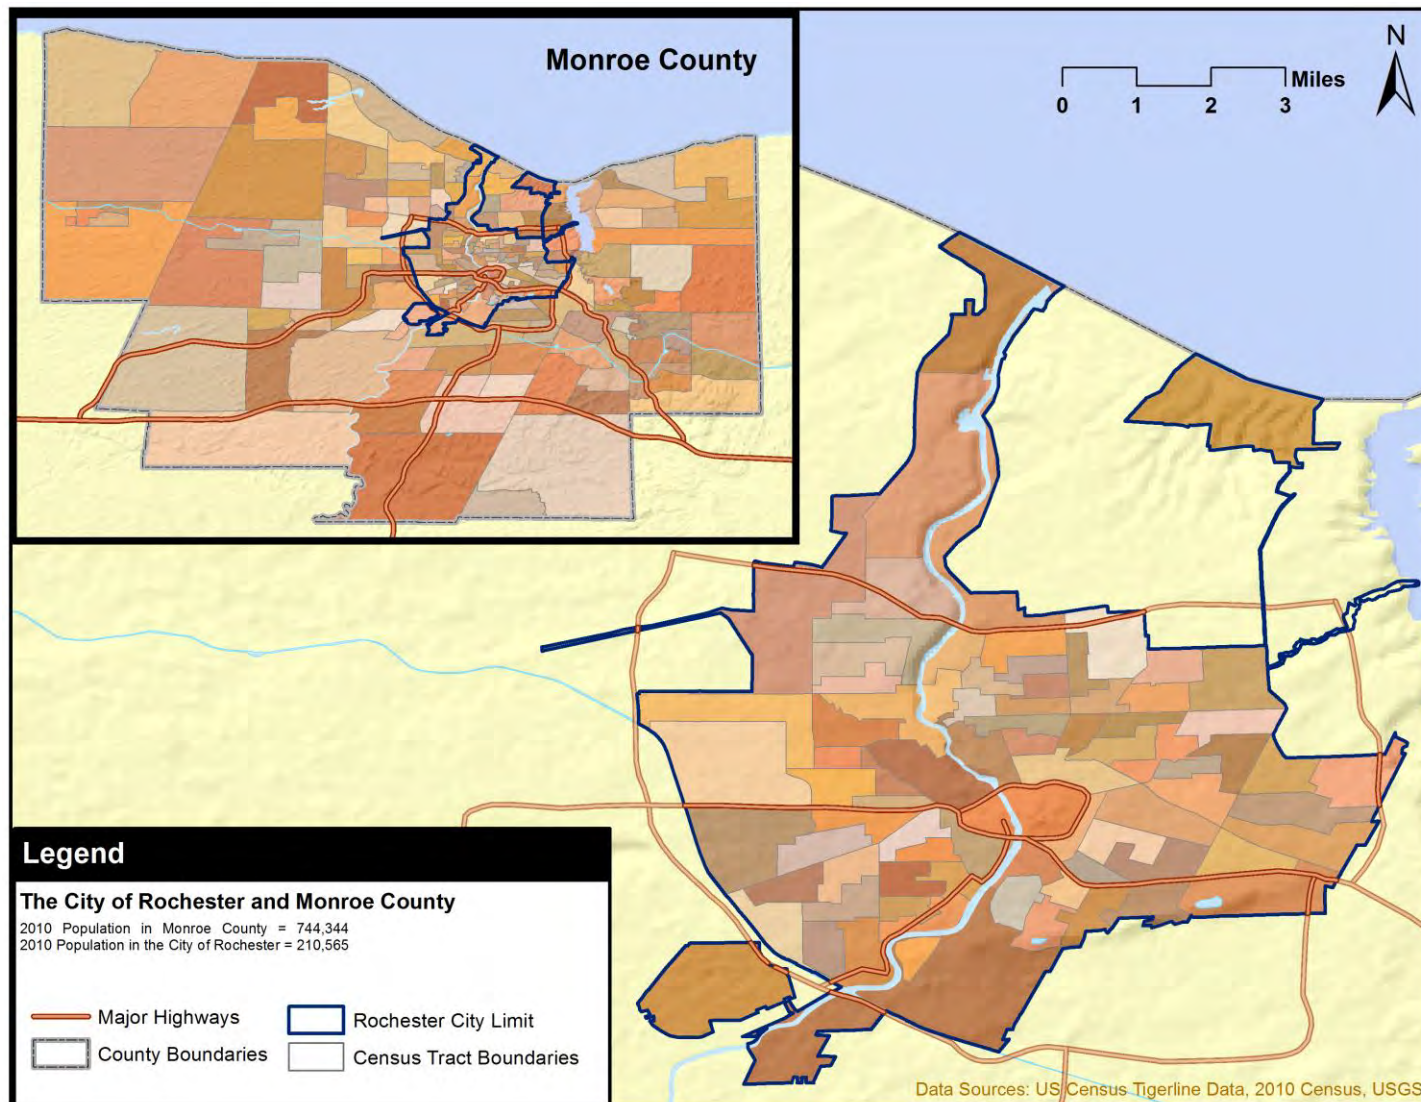 Monroe County
N
Miles
0 1 2 3
Legend
The City of Rochester and Monroe County
2010 Population in Monroe County = 744,344
2010 Population in the City of Rochester = 210,565
Major Highways
Rochester City Limit
County Boundaries
Census Tract Boundaries
Data Sources: US Census Tigerline Data, 2010 Census, USGS